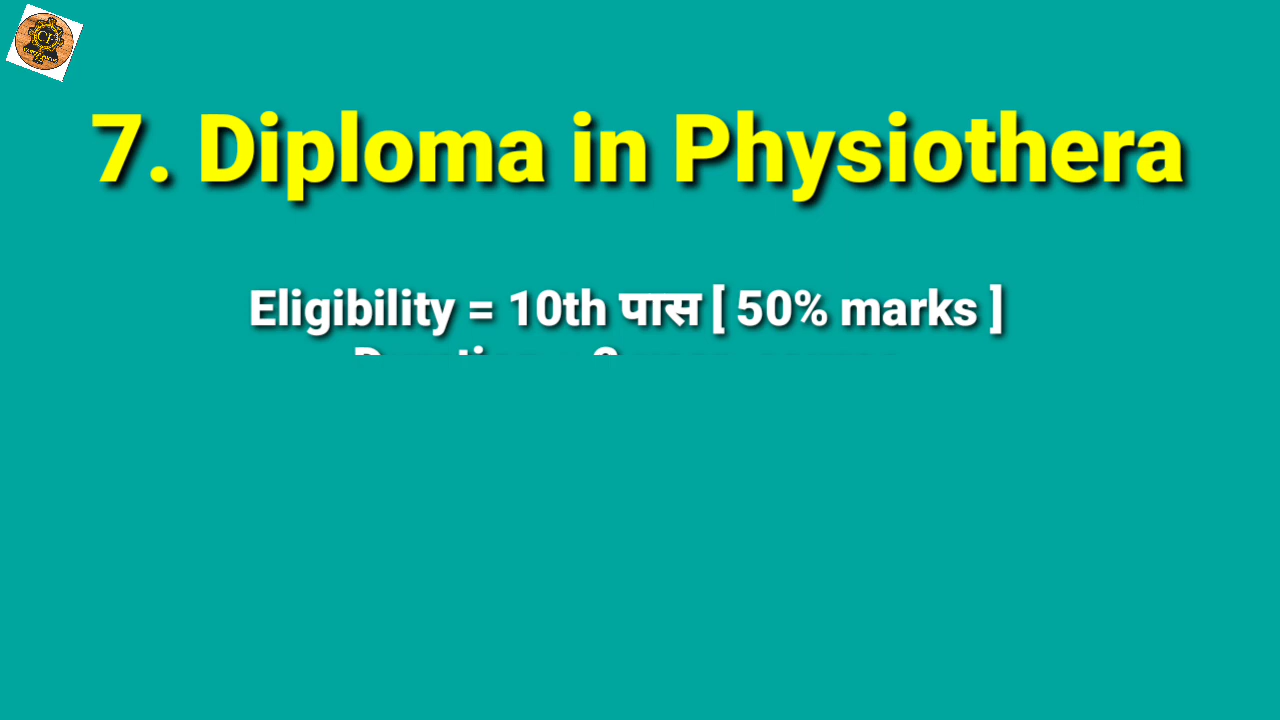 7. Diploma in Physiothera
Eligibility = 10th पास [ 50% marks ]